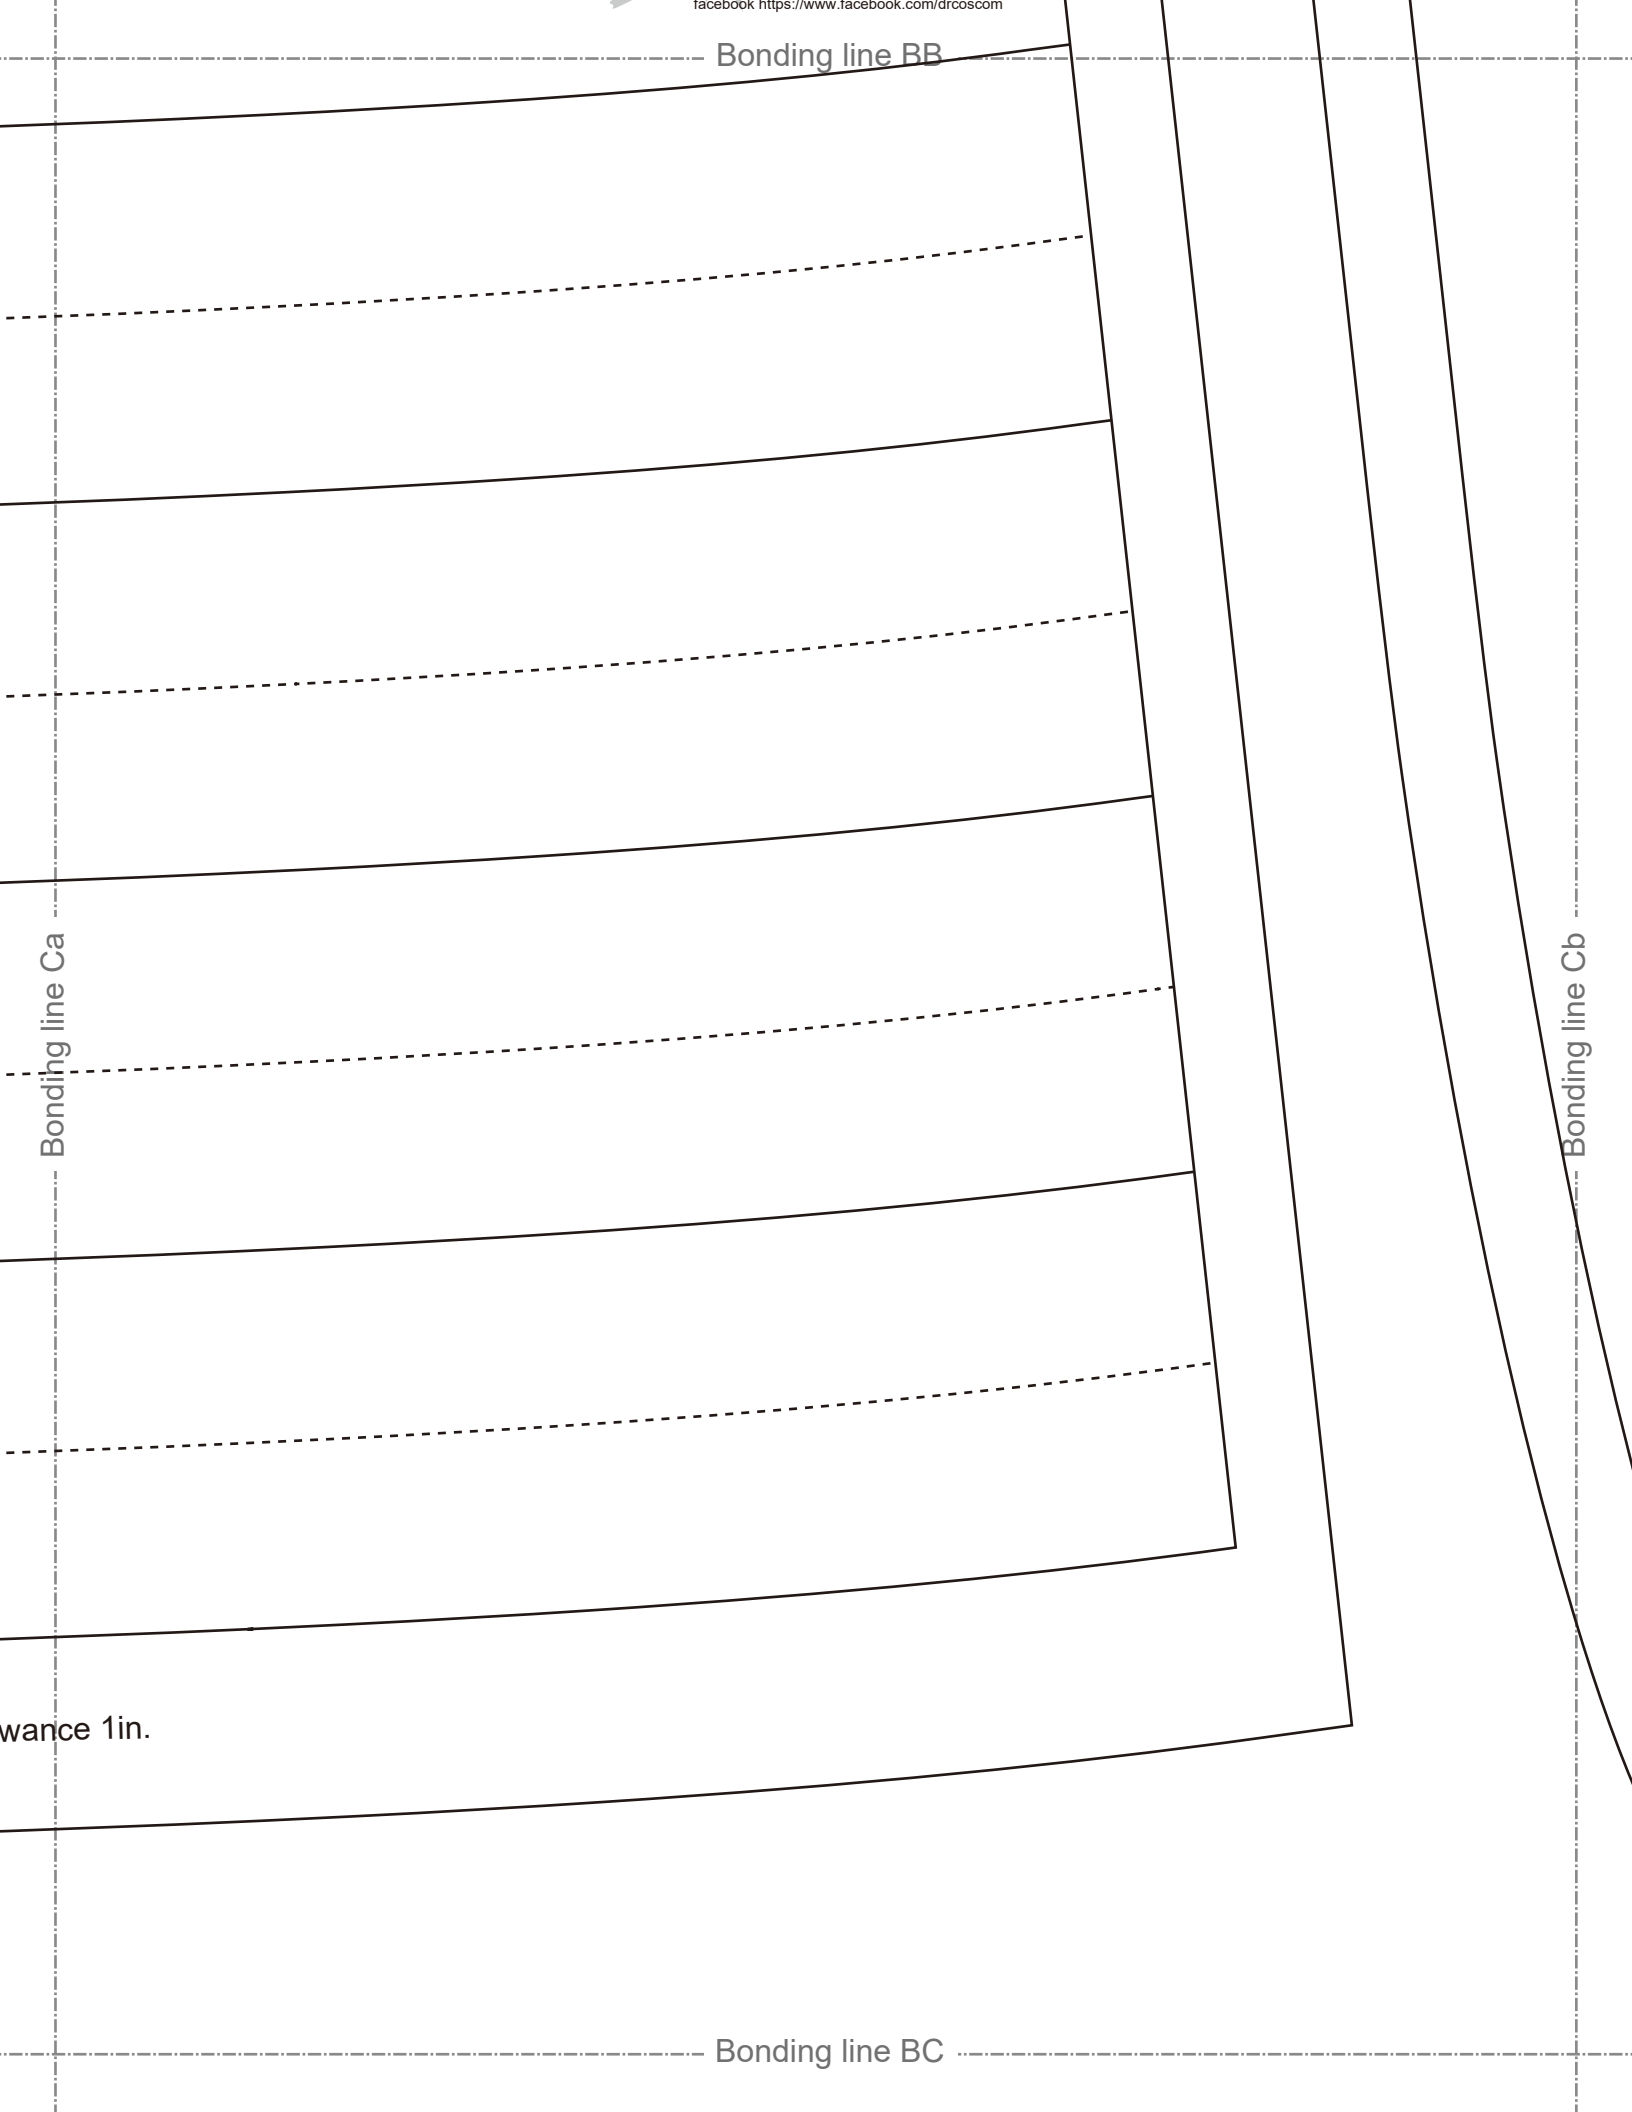 facebook https://www.facebook.com/drcoscom
Bonding line BB
Bonding line Ca
Bonding line Cb
wance 1in.
Bonding line BC